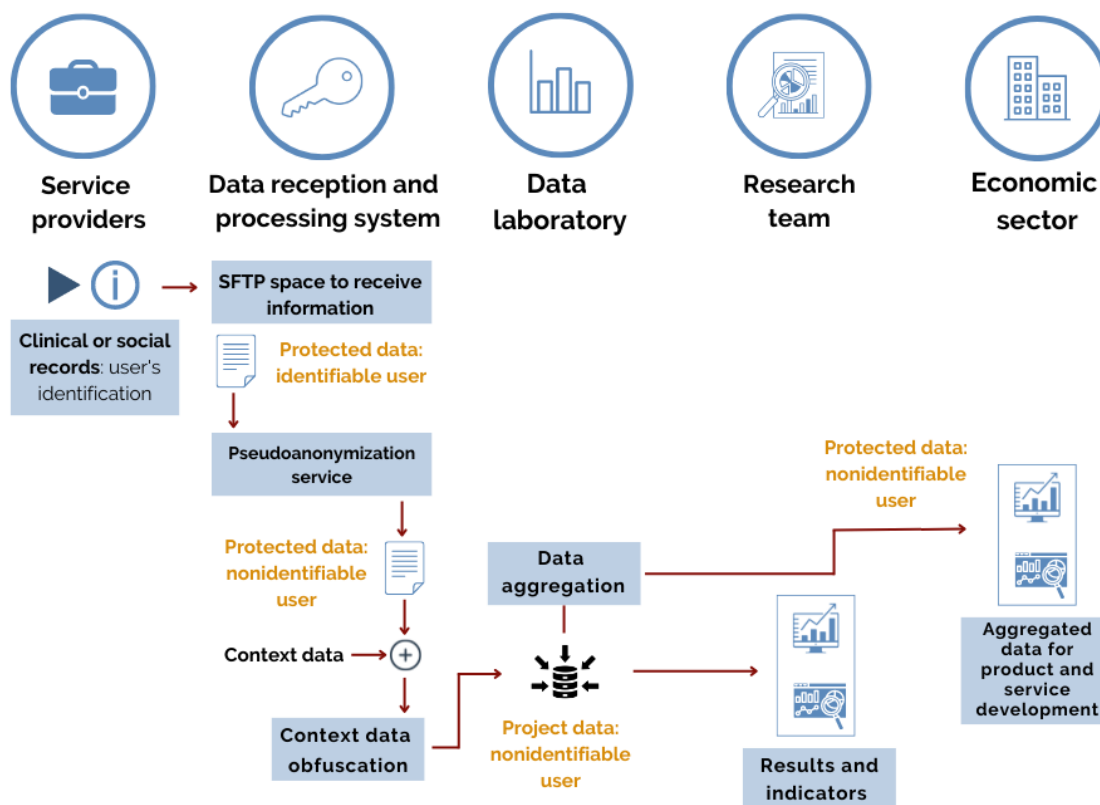 Service
providers
Data reception and
processing system
Data
laboratory
Research
team
Economic
sector
SFTP space to receive
information
Clinical or social
records: user's
identification
Protected data:
identifiable user
Pseudoanonymization
service
Protected data:
nonidentifiable
user
Context data
Context data
obfuscation
Data
aggregation
Project data:
nonidentifiable
user
Results and
indicators
Protected data:
nonidentifiable
user
Aggregated
data for
product and
service
development